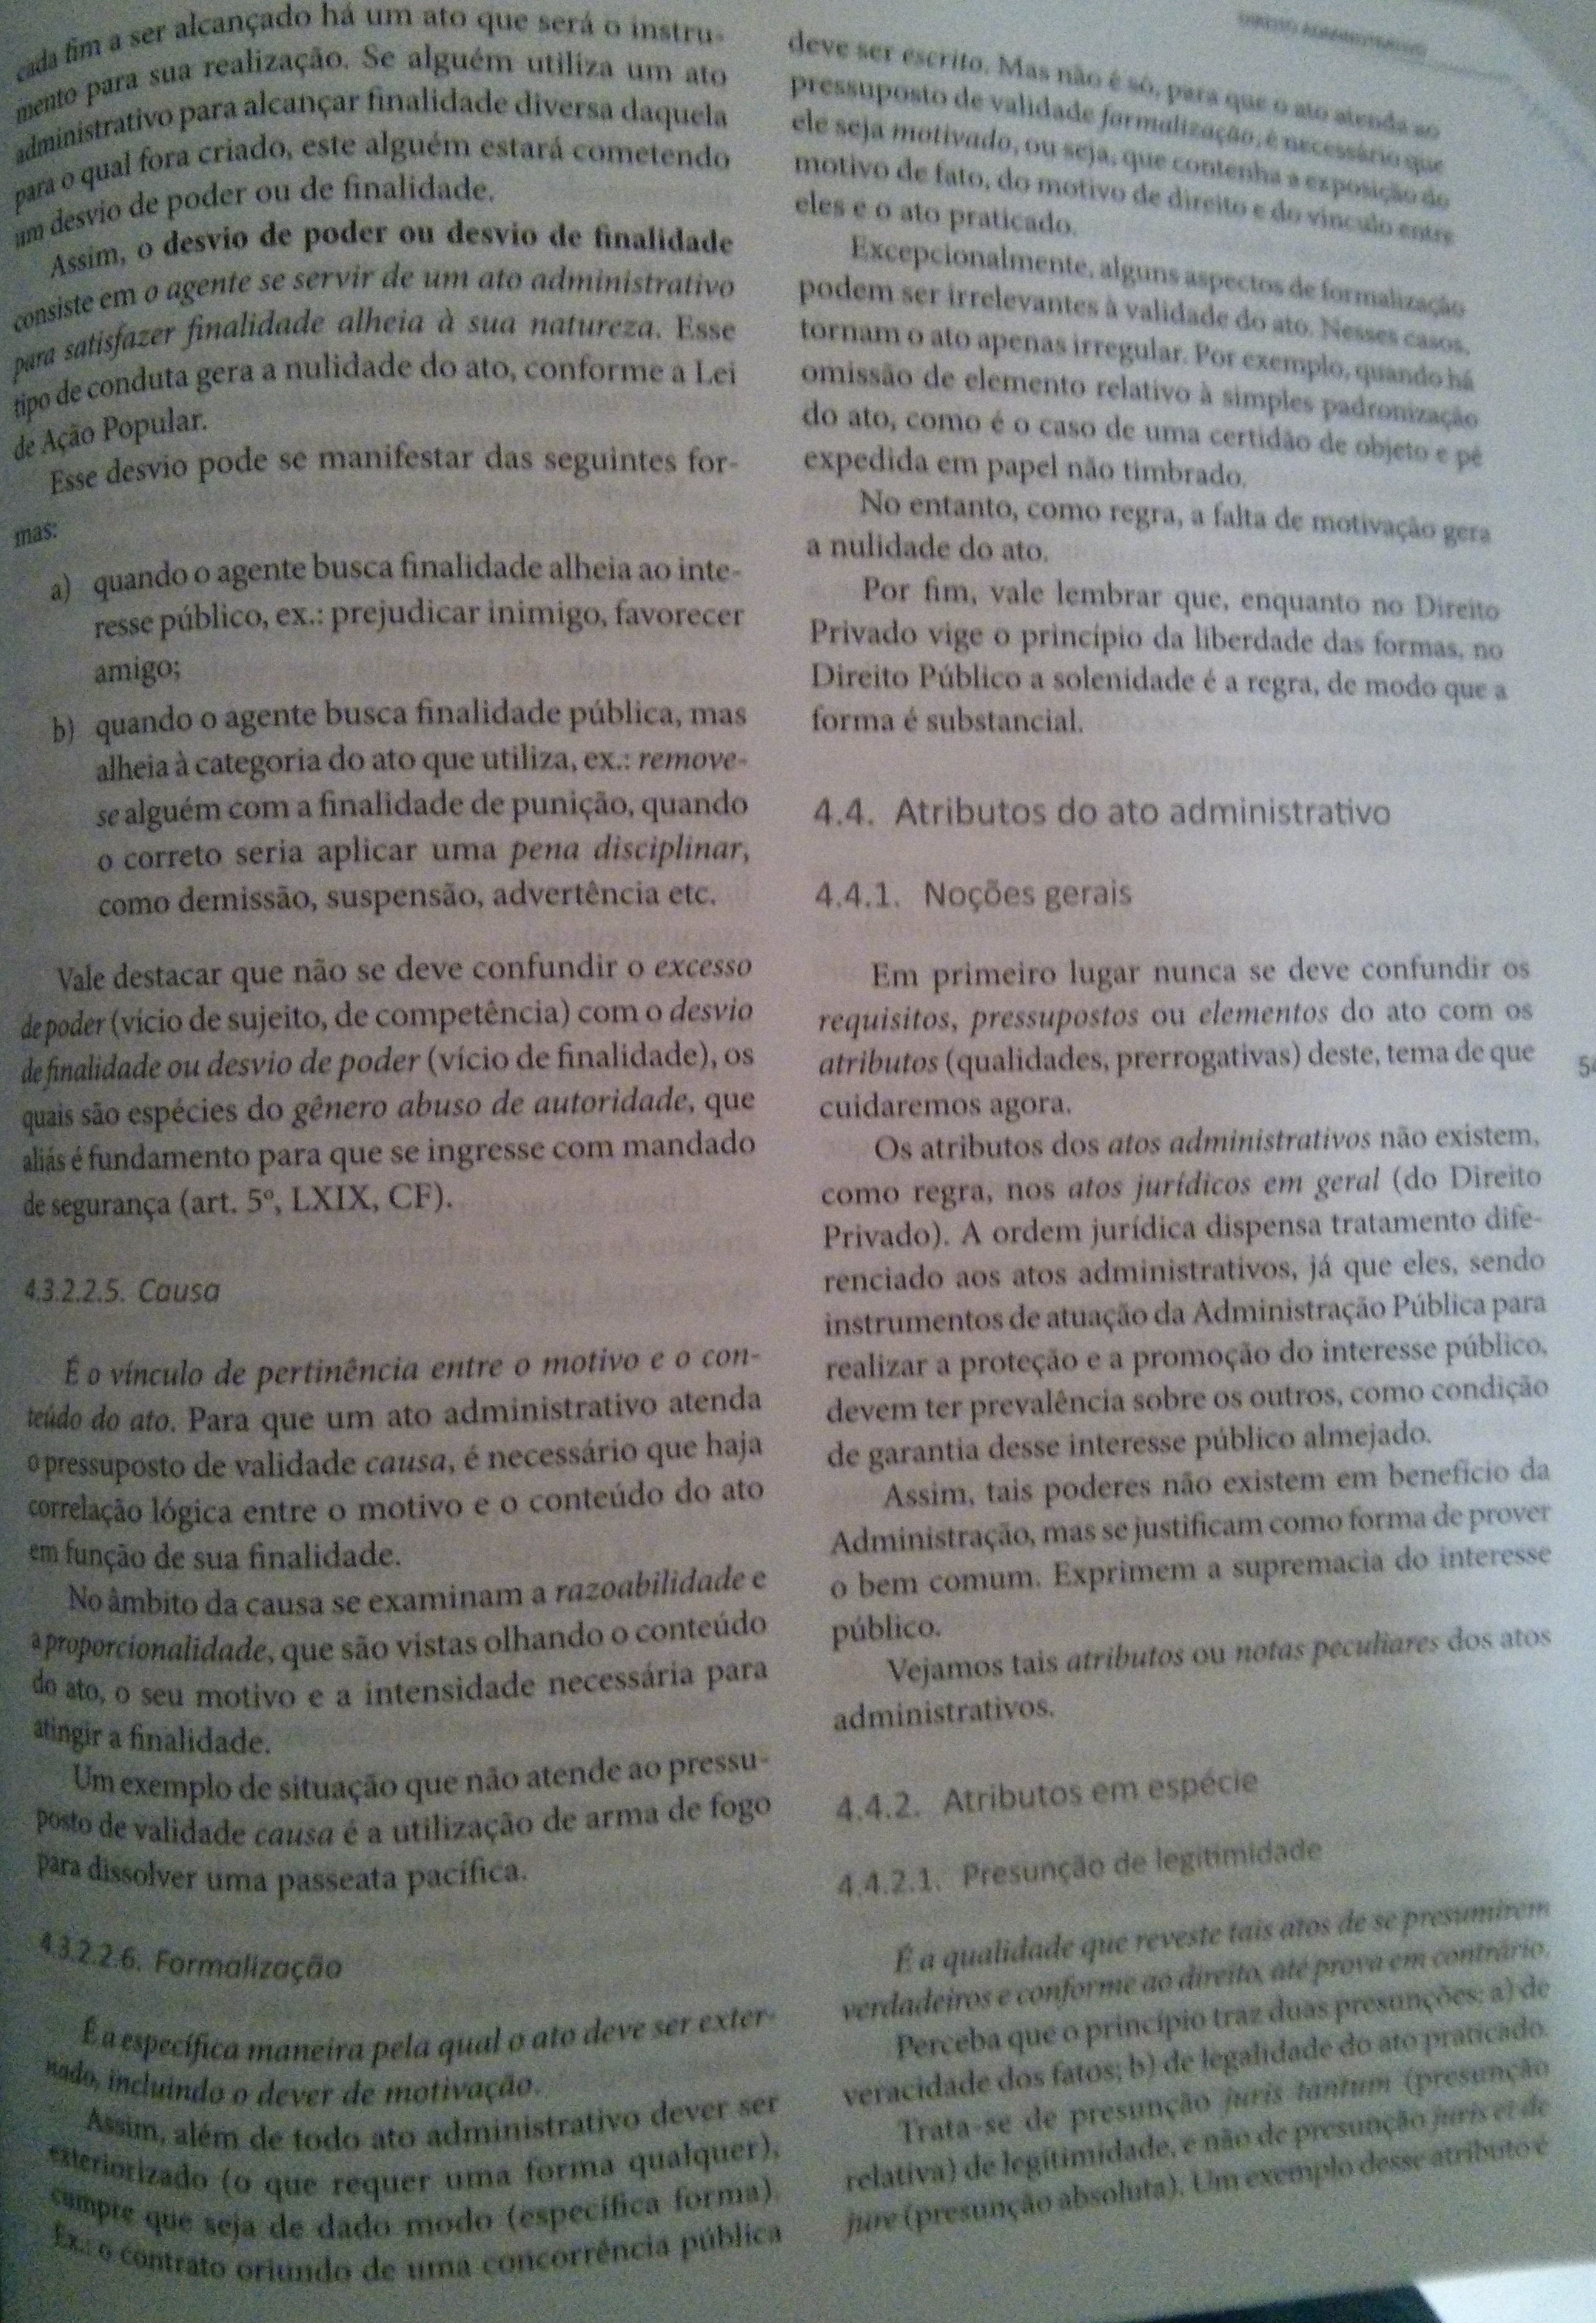 DIREITO ADMINISTRATIVO
cada fim a ser alcançado há um ato que será o instru-
mento para sua realização. Se alguém utiliza um ato
administrativo para alcançar finalidade diversa daquela
para o qual fora criado, este alguém estará cometendo
um desvio de poder ou de finalidade.
Assim, o desvio de poder ou desvio de finalidade
consiste em o agente se servir de um ato administrativo
para satisfazer finalidade alheia à sua natureza. Esse
tipo de conduta gera a nulidade do ato, conforme a Lei
de Ação Popular.
Esse desvio pode se manifestar das seguintes for-
mas:
a) quando o agente busca finalidade alheia ao inte-
resse público, ex.: prejudicar inimigo, favorecer
amigo;
b) quando o agente busca finalidade pública, mas
alheia à categoria do ato que utiliza, ex.: remove-
se alguém com a finalidade de punição, quando
o correto seria aplicar uma pena disciplinar,
como demissão, suspensão, advertência etc.
Vale destacar que não se deve confundir o excesso
de poder (vício de sujeito, de competência) com o desvio
de finalidade ou desvio de poder (vício de finalidade), os
quais são espécies do gênero abuso de autoridade, que
aliás é fundamento para que se ingresse com mandado
de segurança (art. 5º, LXIX, CF).
4.3.2.2.5. Causa
É o vínculo de pertinência entre o motivo e o con-
teúdo do ato. Para que um ato administrativo atenda
o pressuposto de validade causa, é necessário que haja
correlação lógica entre o motivo e o conteúdo do ato
em função de sua finalidade.
No âmbito da causa se examinam a razoabilidade e
a proporcionalidade, que são vistas olhando o conteúdo
do ato, o seu motivo e a intensidade necessária para
atingir a finalidade.
Um exemplo de situação que não atende ao pressu-
posto de validade causa é a utilização de arma de fogo
para dissolver uma passeata pacífica.
4.3.2.2.6. Formalização
É a específica maneira pela qual o ato deve ser exter-
nado, incluindo o dever de motivação.
Assim, além de todo ato administrativo dever ser
exteriorizado (o que requer uma forma qualquer),
cumpre que seja de dado modo (específica forma).
Ex.: o contrato oriundo de uma concorrência pública
deve ser escrito. Mas não é só, para que o ato atenda ao
pressuposto de validade formalização, é necessário que
ele seja motivado, ou seja, que contenha a exposição do
motivo de fato, do motivo de direito e do vínculo entre
eles e o ato praticado.
Excepcionalmente, alguns aspectos de formalização
podem ser irrelevantes à validade do ato. Nesses casos,
tornam o ato apenas irregular. Por exemplo, quando há
omissão de elemento relativo à simples padronização
do ato, como é o caso de uma certidão de objeto e pé
expedida em papel não timbrado.
No entanto, como regra, a falta de motivação gera
a nulidade do ato.
Por fim, vale lembrar que, enquanto no Direito
Privado vige o princípio da liberdade das formas, no
Direito Público a solenidade é a regra, de modo que a
forma é substancial.
4.4. Atributos do ato administrativo
4.4.1. Noções gerais
Em primeiro lugar nunca se deve confundir os
requisitos, pressupostos ou elementos do ato com os
atributos (qualidades, prerrogativas) deste, tema de que
cuidaremos agora.
Os atributos dos atos administrativos não existem,
como regra, nos atos jurídicos em geral (do Direito
Privado). A ordem jurídica dispensa tratamento dife-
renciado aos atos administrativos, já que eles, sendo
instrumentos de atuação da Administração Pública para
realizar a proteção e a promoção do interesse público,
devem ter prevalência sobre os outros, como condição
de garantia desse interesse público almejado.
Assim, tais poderes não existem em benefício da
Administração, mas se justificam como forma de prover
o bem comum. Exprimem a supremacia do interesse
público.
Vejamos tais atributos ou notas peculiares dos atos
administrativos.
4.4.2. Atributos em espécie
4.4.2.1. Presunção de legitimidade
É a qualidade que reveste tais atos de se presumirem
verdadeiros e conforme ao direito, até prova em contrário.
Perceba que o princípio traz duas presunções: a) de
veracidade dos fatos; b) de legalidade do ato praticado.
Trata-se de presunção juris tantum (presunção
relativa) de legitimidade, e não de presunção juris et de
jure (presunção absoluta). Um exemplo desse atributo é